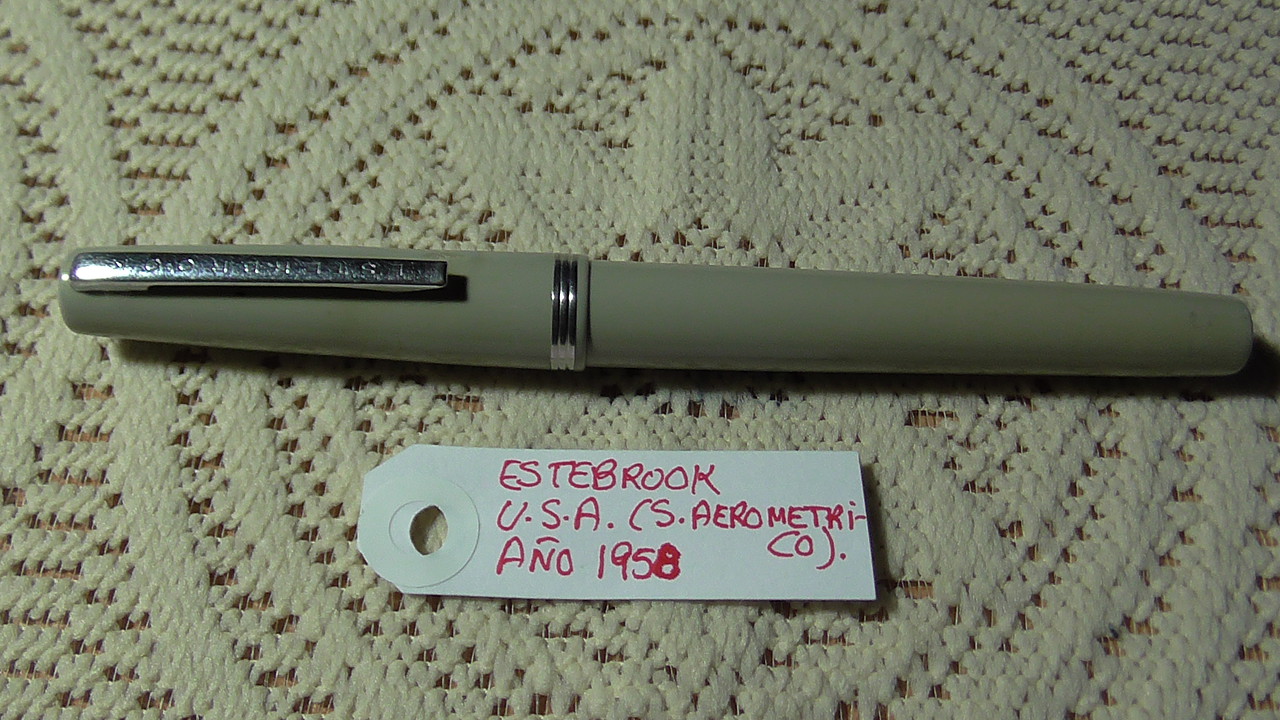 ESTEBROOK
U.S.A. (S. AEROMETRI-
CO).
AÑO 1958